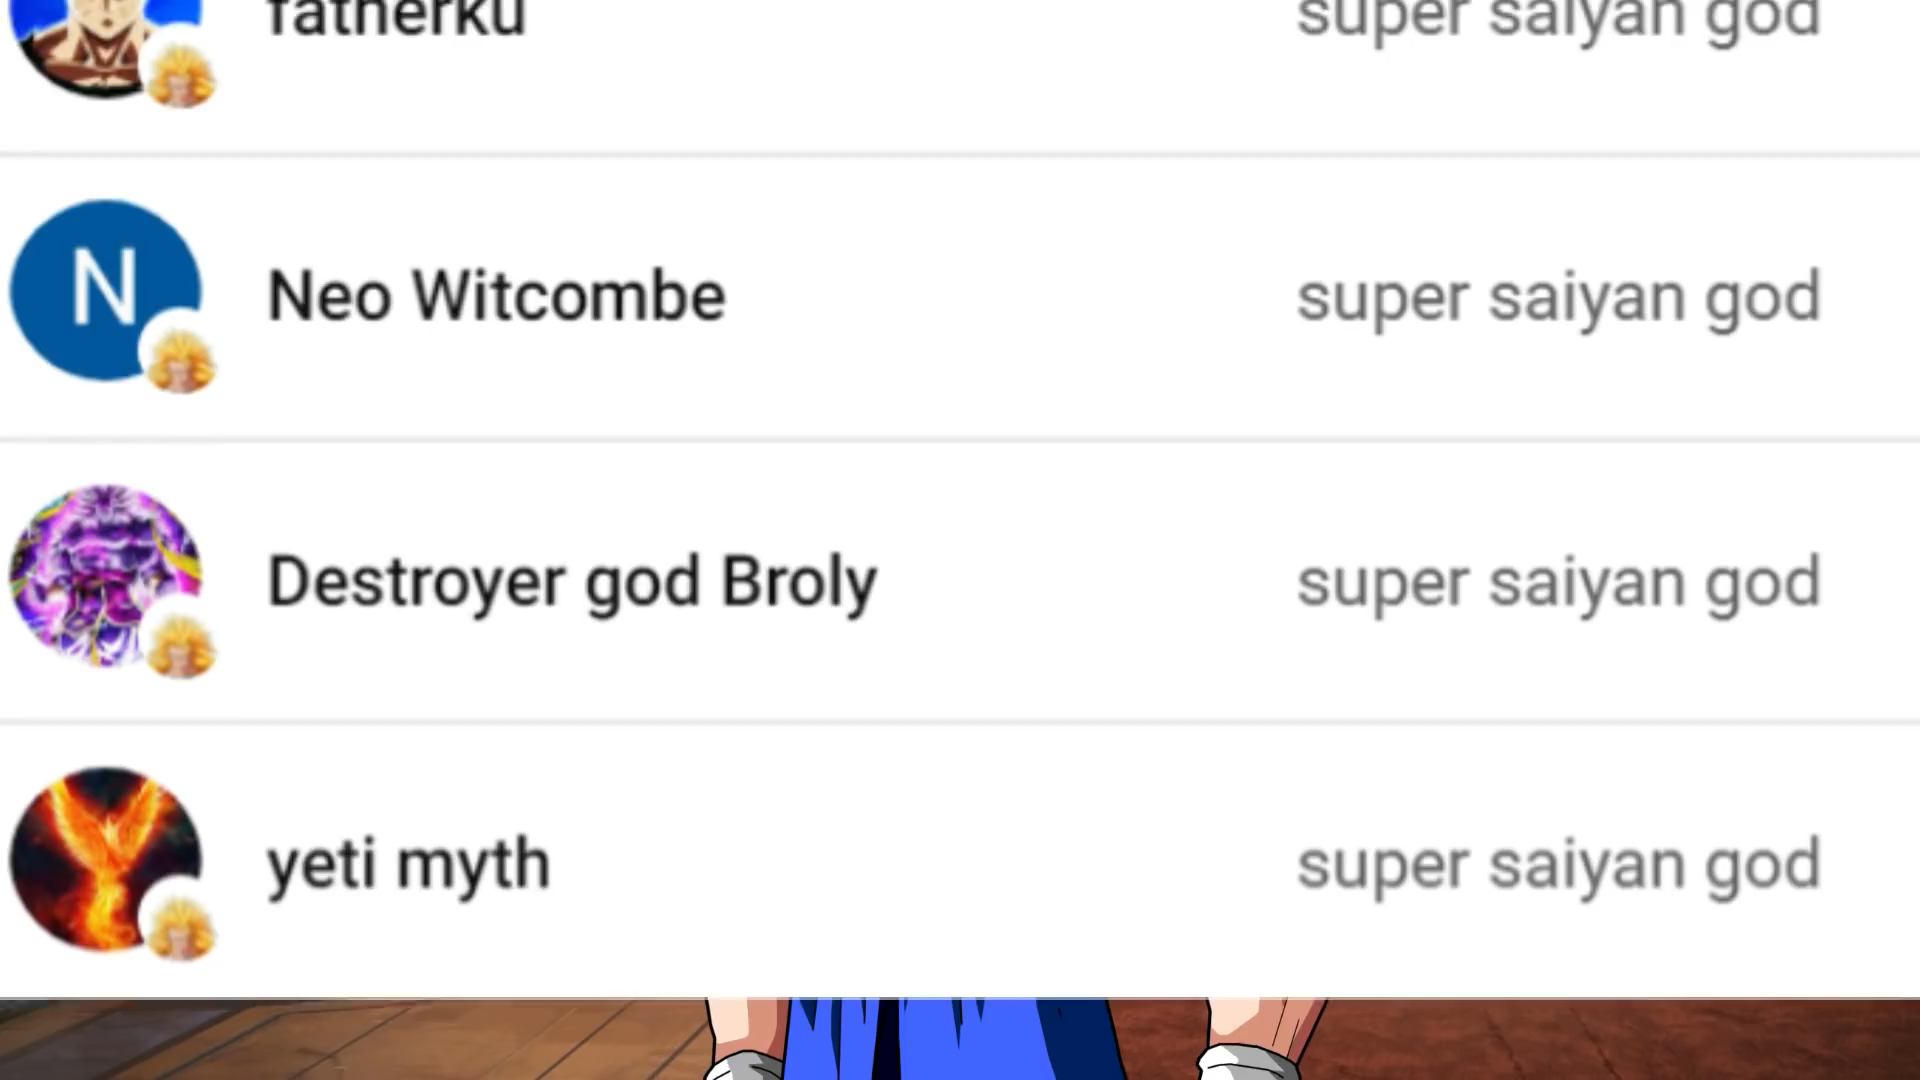 fatherku super saiyan god
N Neo Witcombe super saiyan god
Destroyer god Broly super saiyan god
yeti myth super saiyan god